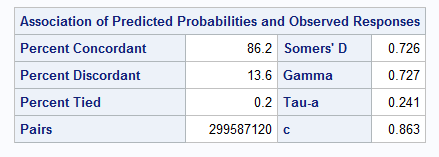 Association of Predicted Probabilities and Observed Responses
Percent Concordant 86.2 Somers' D 0.726
Percent Discordant 13.6 Gamma 0.727
Percent Tied 0.2 Tau-a 0.241
Pairs 299587120 c 0.863